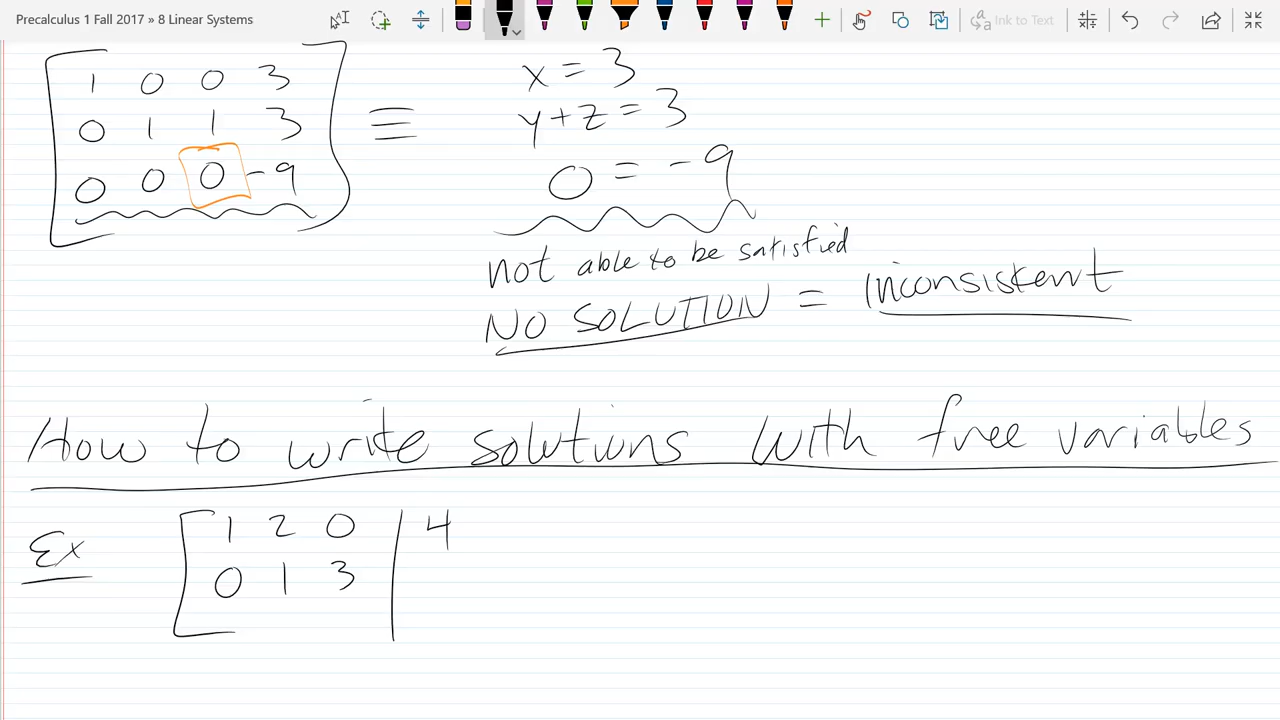 Precalculus 1 Fall 2017 » 8 Linear Systems
Ink to Text
1 0 0 3
0 1 1 3
0 0 0 -9
≡
x = 3
y + z = 3
0 = -9
not able to be satisfied
NO SOLUTION = inconsistent
How to write solutions with free variables
Ex
1 2 0 | 4
0 1 3 |